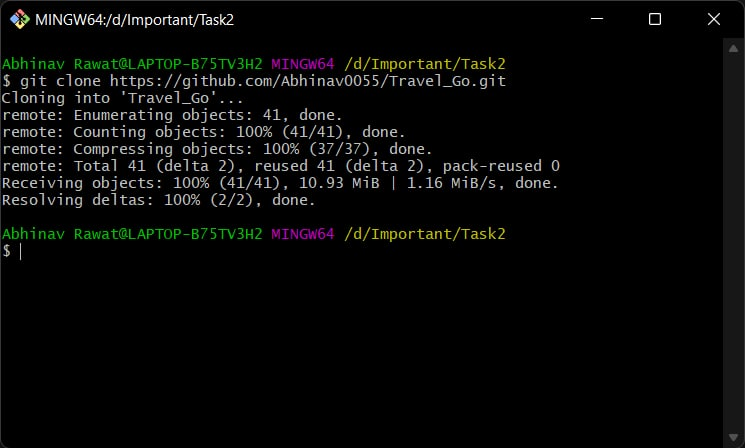 MINGW64:/d/Important/Task2
Abhinav Rawat@LAPTOP-B75TV3H2 MINGW64 /d/Important/Task2
$ git clone https://github.com/Abhinav0055/Travel_Go.git
Cloning into 'Travel_Go'...
remote: Enumerating objects: 41, done.
remote: Counting objects: 100% (41/41), done.
remote: Compressing objects: 100% (37/37), done.
remote: Total 41 (delta 2), reused 41 (delta 2), pack-reused 0
Receiving objects: 100% (41/41), 10.93 MiB | 1.16 MiB/s, done.
Resolving deltas: 100% (2/2), done.
Abhinav Rawat@LAPTOP-B75TV3H2 MINGW64 /d/Important/Task2
$